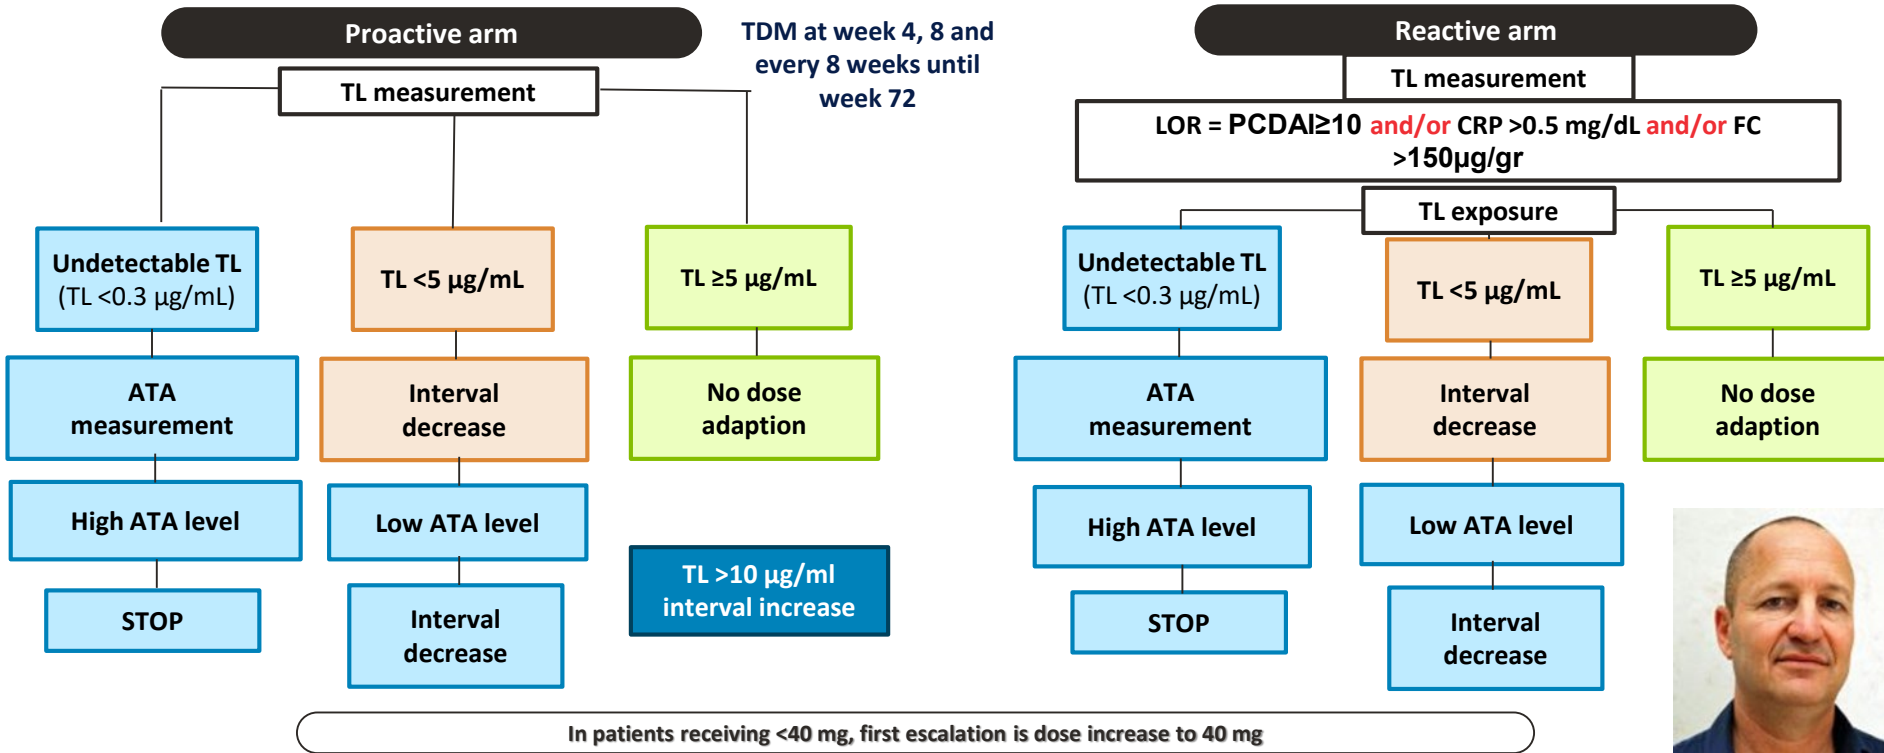 Proactive arm
TDM at week 4, 8 and
every 8 weeks until
week 72
TL measurement
Undetectable TL
(TL <0.3 µg/mL)
TL <5 µg/mL
TL ≥5 µg/mL
ATA
measurement
Interval
decrease
No dose
adaption
High ATA level
Low ATA level
STOP
Interval
decrease
TL >10 µg/ml
interval increase
Reactive arm
TL measurement
LOR = PCDAI≥10 and/or CRP >0.5 mg/dL and/or FC
>150µg/gr
TL exposure
Undetectable TL
(TL <0.3 µg/mL)
TL <5 µg/mL
TL ≥5 µg/mL
ATA
measurement
Interval
decrease
No dose
adaption
High ATA level
Low ATA level
STOP
Interval
decrease
In patients receiving <40 mg, first escalation is dose increase to 40 mg